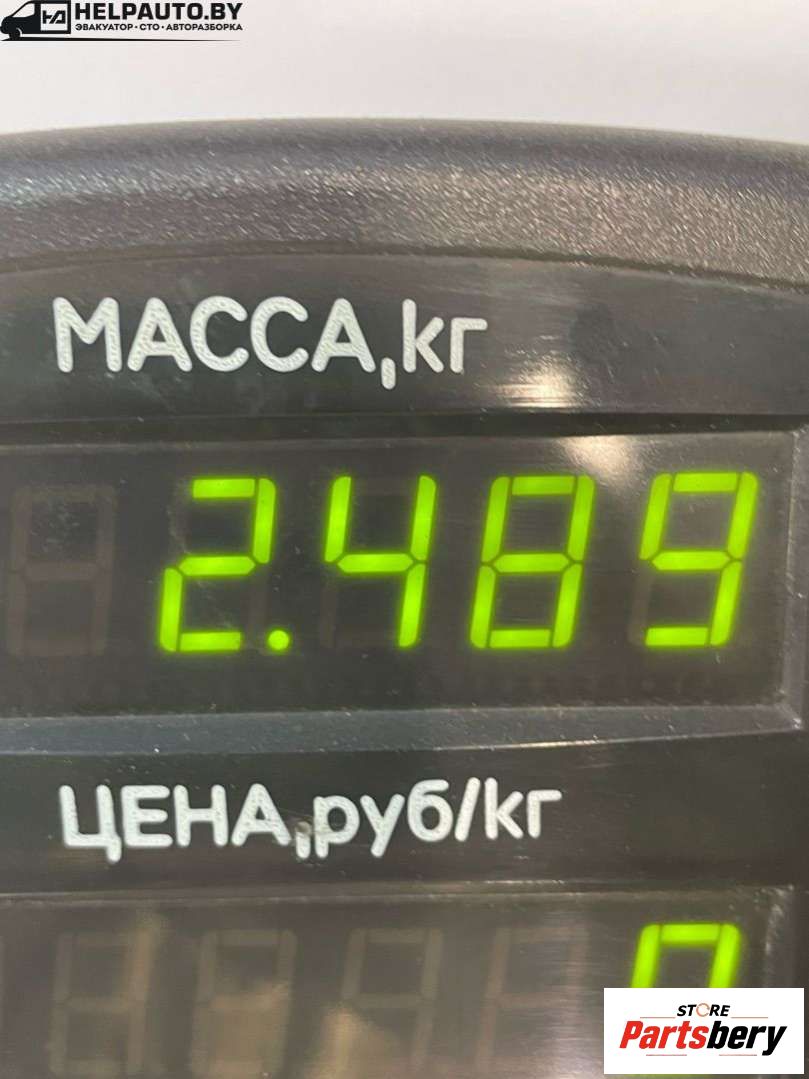 HELPAUTO.BY
ЭВАКУАТОР·СТО·АВТОРАЗБОРКА
МАССА,кг
2.489
ЦЕНА,руб/кг
0
STORE
Partsbery